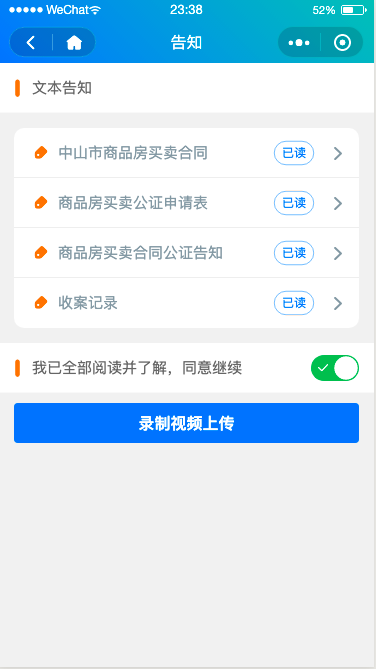 WeChat
23:38
52%
告知
文本告知
中山市商品房买卖合同 已读
商品房买卖公证申请表 已读
商品房买卖合同公证告知 已读
收案记录 已读
我已全部阅读并了解，同意继续
录制视频上传